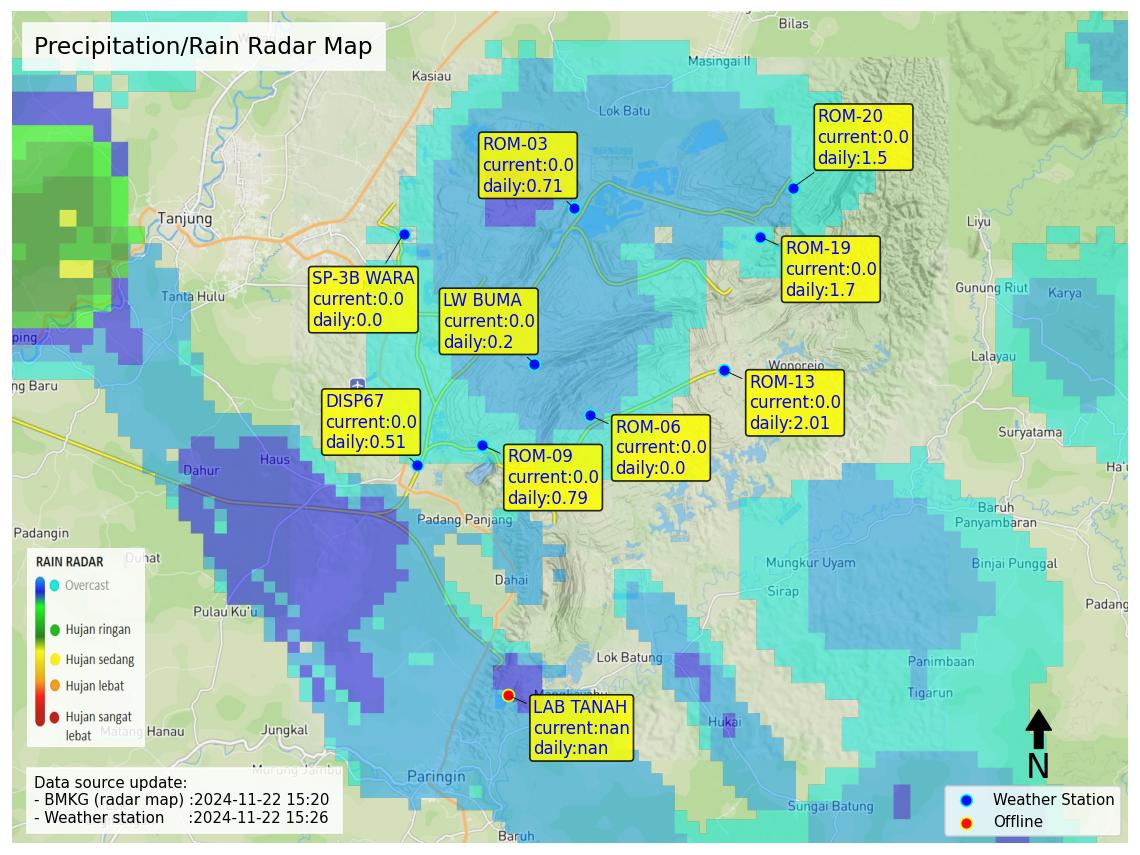 Precipitation/Rain Radar Map
Bilas
Masingai II
Kasiau
Lok Batu
ROM-20
current:0.0
daily:1.5
ROM-03
current:0.0
daily:0.71
Tanjung
Liyu
ROM-19
current:0.0
daily:1.7
SP-3B WARA
current:0.0
daily:0.0
Tanta Hulu
LW BUMA
current:0.0
daily:0.2
Gunung Riut
Karya
ping
Lalayau
Wonorejo
ng Baru
ROM-13
current:0.0
daily:2.01
DISP67
current:0.0
daily:0.51
ROM-06
current:0.0
daily:0.0
Suryatama
Haus
Dahur
ROM-09
current:0.0
daily:0.79
Ha'u
Baruh
Panyambaran
Padang Panjang
Padangin
Duhat
Mungkur Uyam
Binjai Punggal
Dahai
Sirap
Padang
Pulau Ku'u
RAIN RADAR
Overcast
Hujan ringan
Hujan sedang
Hujan lebat
Hujan sangat
lebat
Lok Batung
Panimbaan
Tigarun
LAB TANAH
current:nan
daily:nan
Hukai
Matang Hanau
Jungkal
Murung Jambu
Paringin
N
Data source update:
- BMKG (radar map) :2024-11-22 15:20
- Weather station :2024-11-22 15:26
Sungai Batung
Weather Station
Offline
Baruh